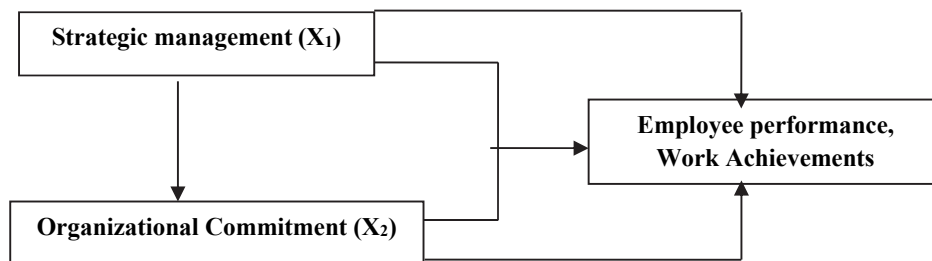 Strategic management (X₁)
Employee performance,
Work Achievements
Organizational Commitment (X₂)